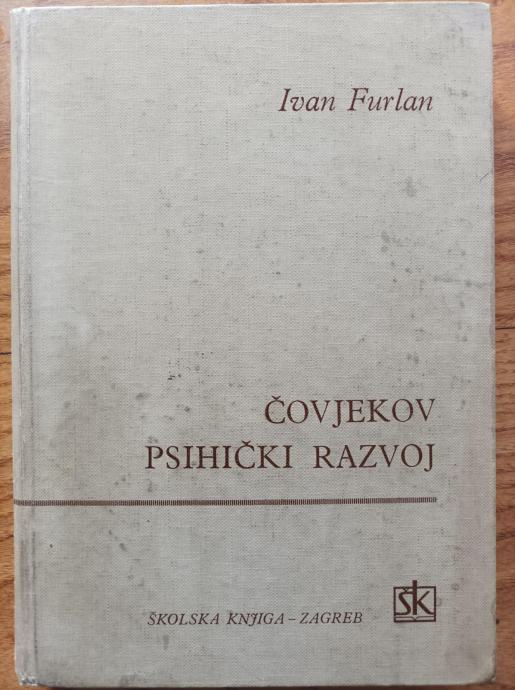 Ivan Furlan
ČOVJEKOV
PSIHIČKI RAZVOJ
ŠKOLSKA KNJIGA – ZAGREB
šk